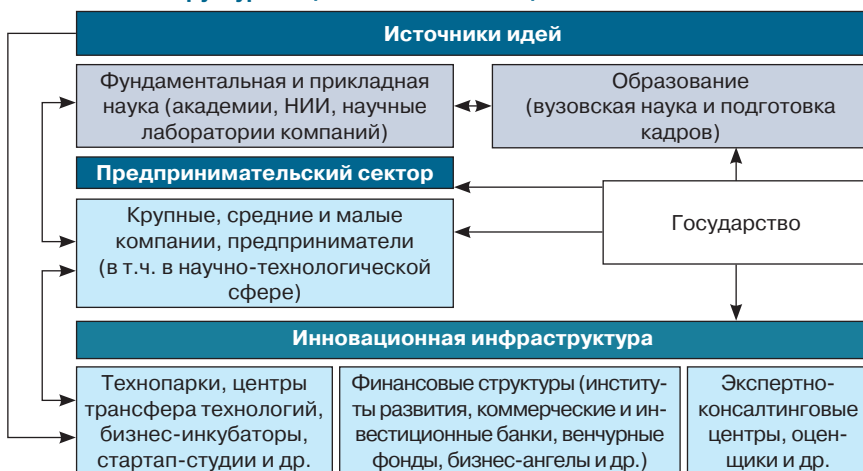 Источники идей
Фундаментальная и прикладная
наука (академии, НИИ, научные
лаборатории компаний)
Образование
(вузовская наука и подготовка
кадров)
Предпринимательский сектор
Крупные, средние и малые
компании, предприниматели
(в т.ч. в научно-технологической
сфере)
Государство
Инновационная инфраструктура
Технопарки, центры
трансфера технологий,
бизнес-инкубаторы,
стартап-студии и др.
Финансовые структуры (институ-
ты развития, коммерческие и ин-
вестиционные банки, венчурные
фонды, бизнес-ангелы и др.)
Экспертно-
консалтинговые
центры, оцен-
щики и др.